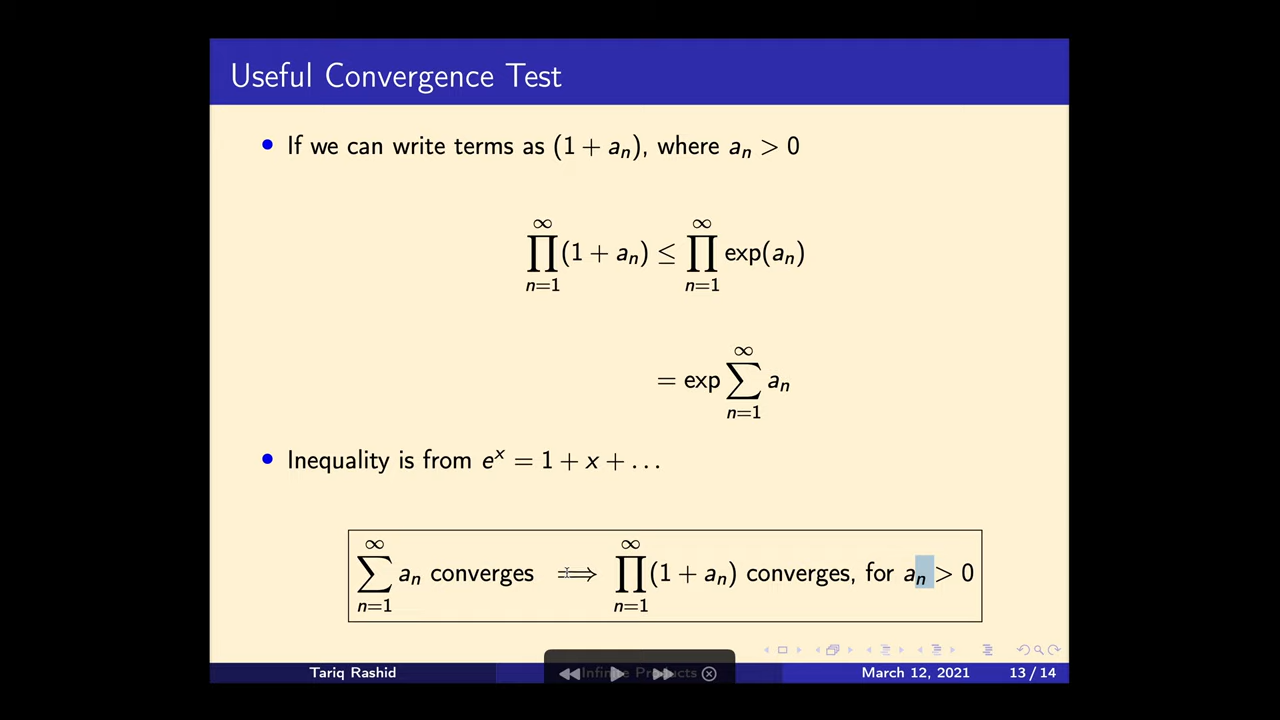 Useful Convergence Test
• If we can write terms as (1 + aₙ), where aₙ > 0
∞ ∞
∏(1 + aₙ) ≤ ∏ exp(aₙ)
n=1 n=1
∞
= exp ∑ aₙ
n=1
• Inequality is from eˣ = 1 + x + …
∞ ∞
∑ aₙ converges ⟹ ∏(1 + aₙ) converges, for aₙ > 0
n=1 n=1
Tariq Rashid Infinite Products March 12, 2021 13 / 14